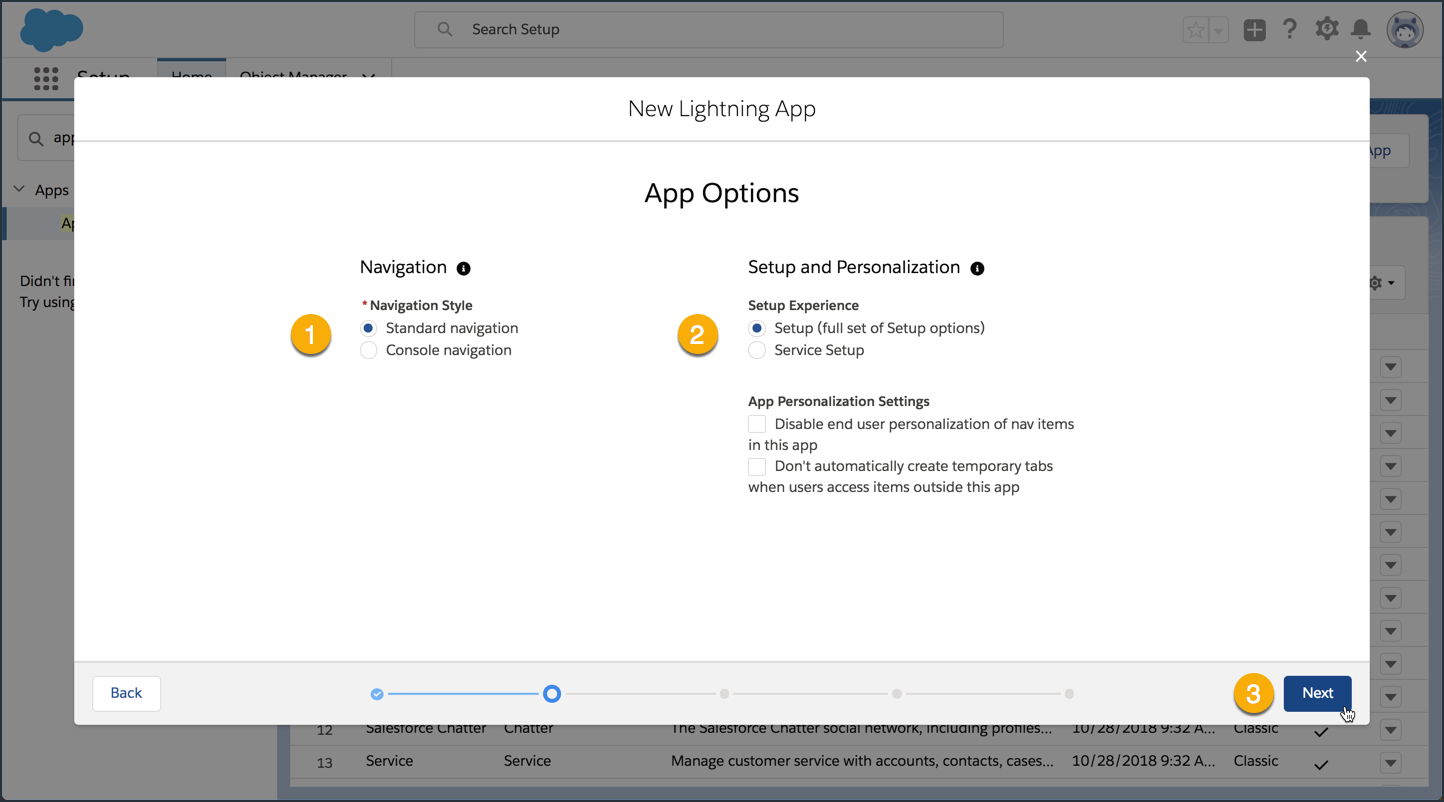 Search Setup
Setup Home Object Manager
New Lightning App
app
App
Apps
App Options
Ap
Didn't fi
Try using
Navigation
Setup and Personalization
* Navigation Style
Setup Experience
1 Standard navigation
2 Setup (full set of Setup options)
Console navigation
Service Setup
App Personalization Settings
Disable end user personalization of nav items
in this app
Don't automatically create temporary tabs
when users access items outside this app
Back
3 Next
12 Salesforce Chatter Chatter The Salesforce Chatter social network, including profiles... 10/28/2018 9:32 A... Classic
13 Service Service Manage customer service with accounts, contacts, cases... 10/28/2018 9:32 A... Classic